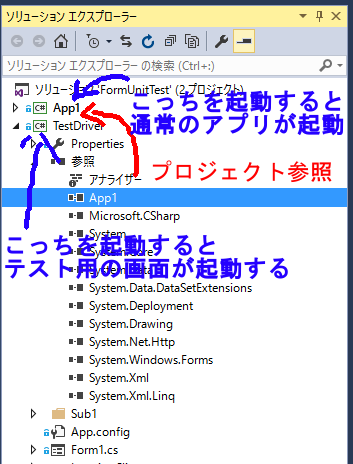 ソリューション エクスプローラー
ソリューション エクスプローラー の検索 (Ctrl+:)
ソリューション 'FormUnitTest' (2 プロジェクト)
App1
こっちを起動すると
通常のアプリが起動
TestDriver
Properties
プロジェクト参照
参照
アナライザー
App1
Microsoft.CSharp
System
こっちを起動すると
テスト用の画面が起動する
System.Data.DataSetExtensions
System.Deployment
System.Drawing
System.Net.Http
System.Windows.Forms
System.Xml
System.Xml.Linq
Sub1
App.config
Form1.cs